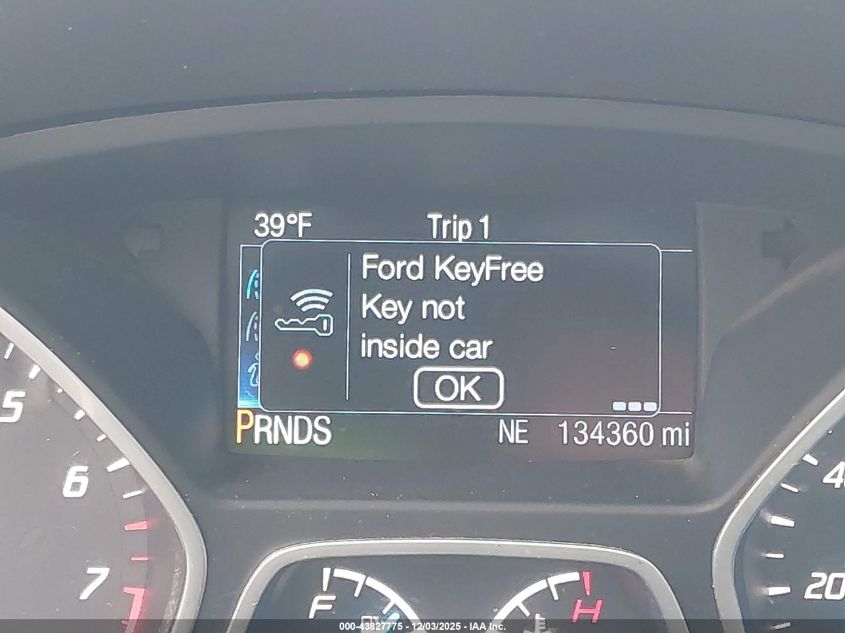 39°F Trip 1
Ford KeyFree
Key not
inside car
OK
PRNDS NE 134360 mi
5
6
7
40
20
F H
000-43827775 - 12/03/2025 - IAA Inc.